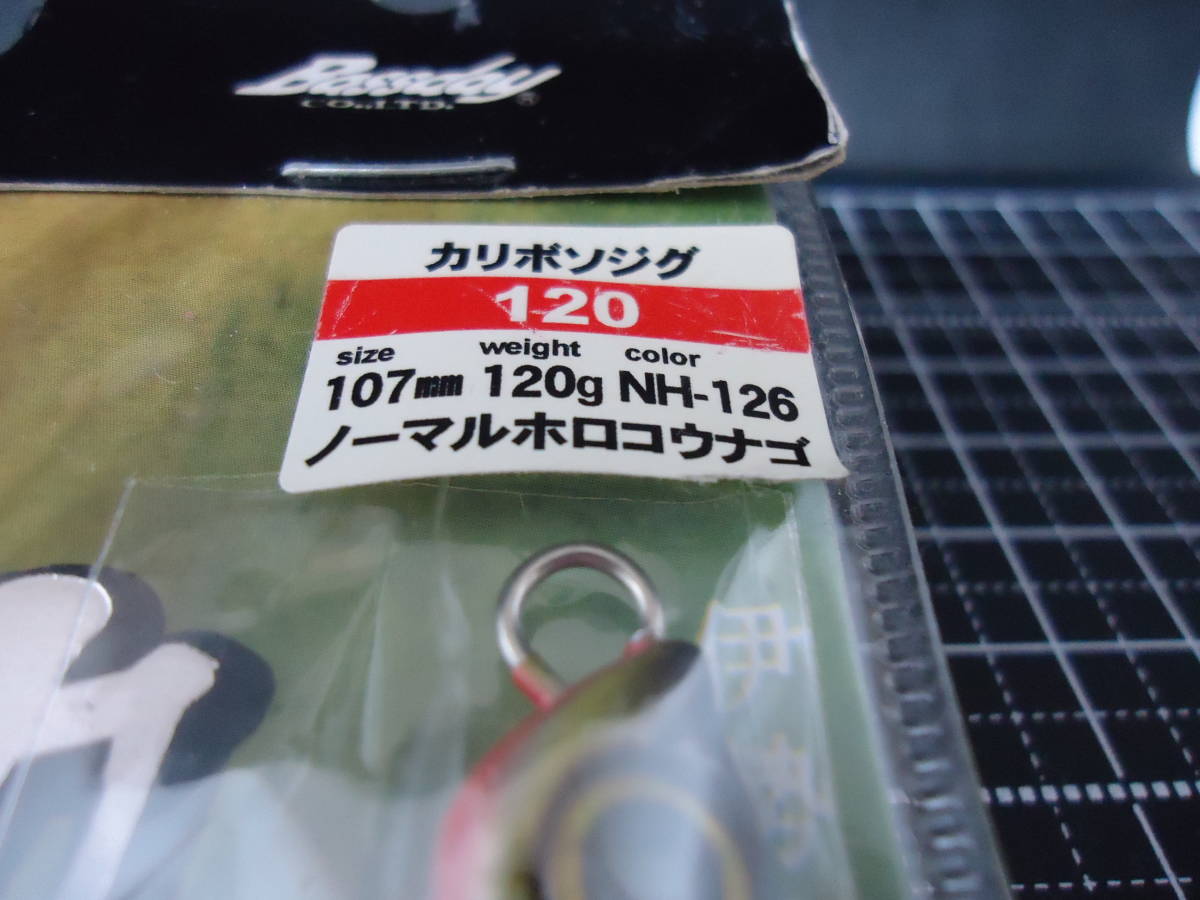 Bassday
CO.,LTD.
カリボソジグ
120
size weight color
107mm 120g NH-126
ノーマルホロコウナゴ